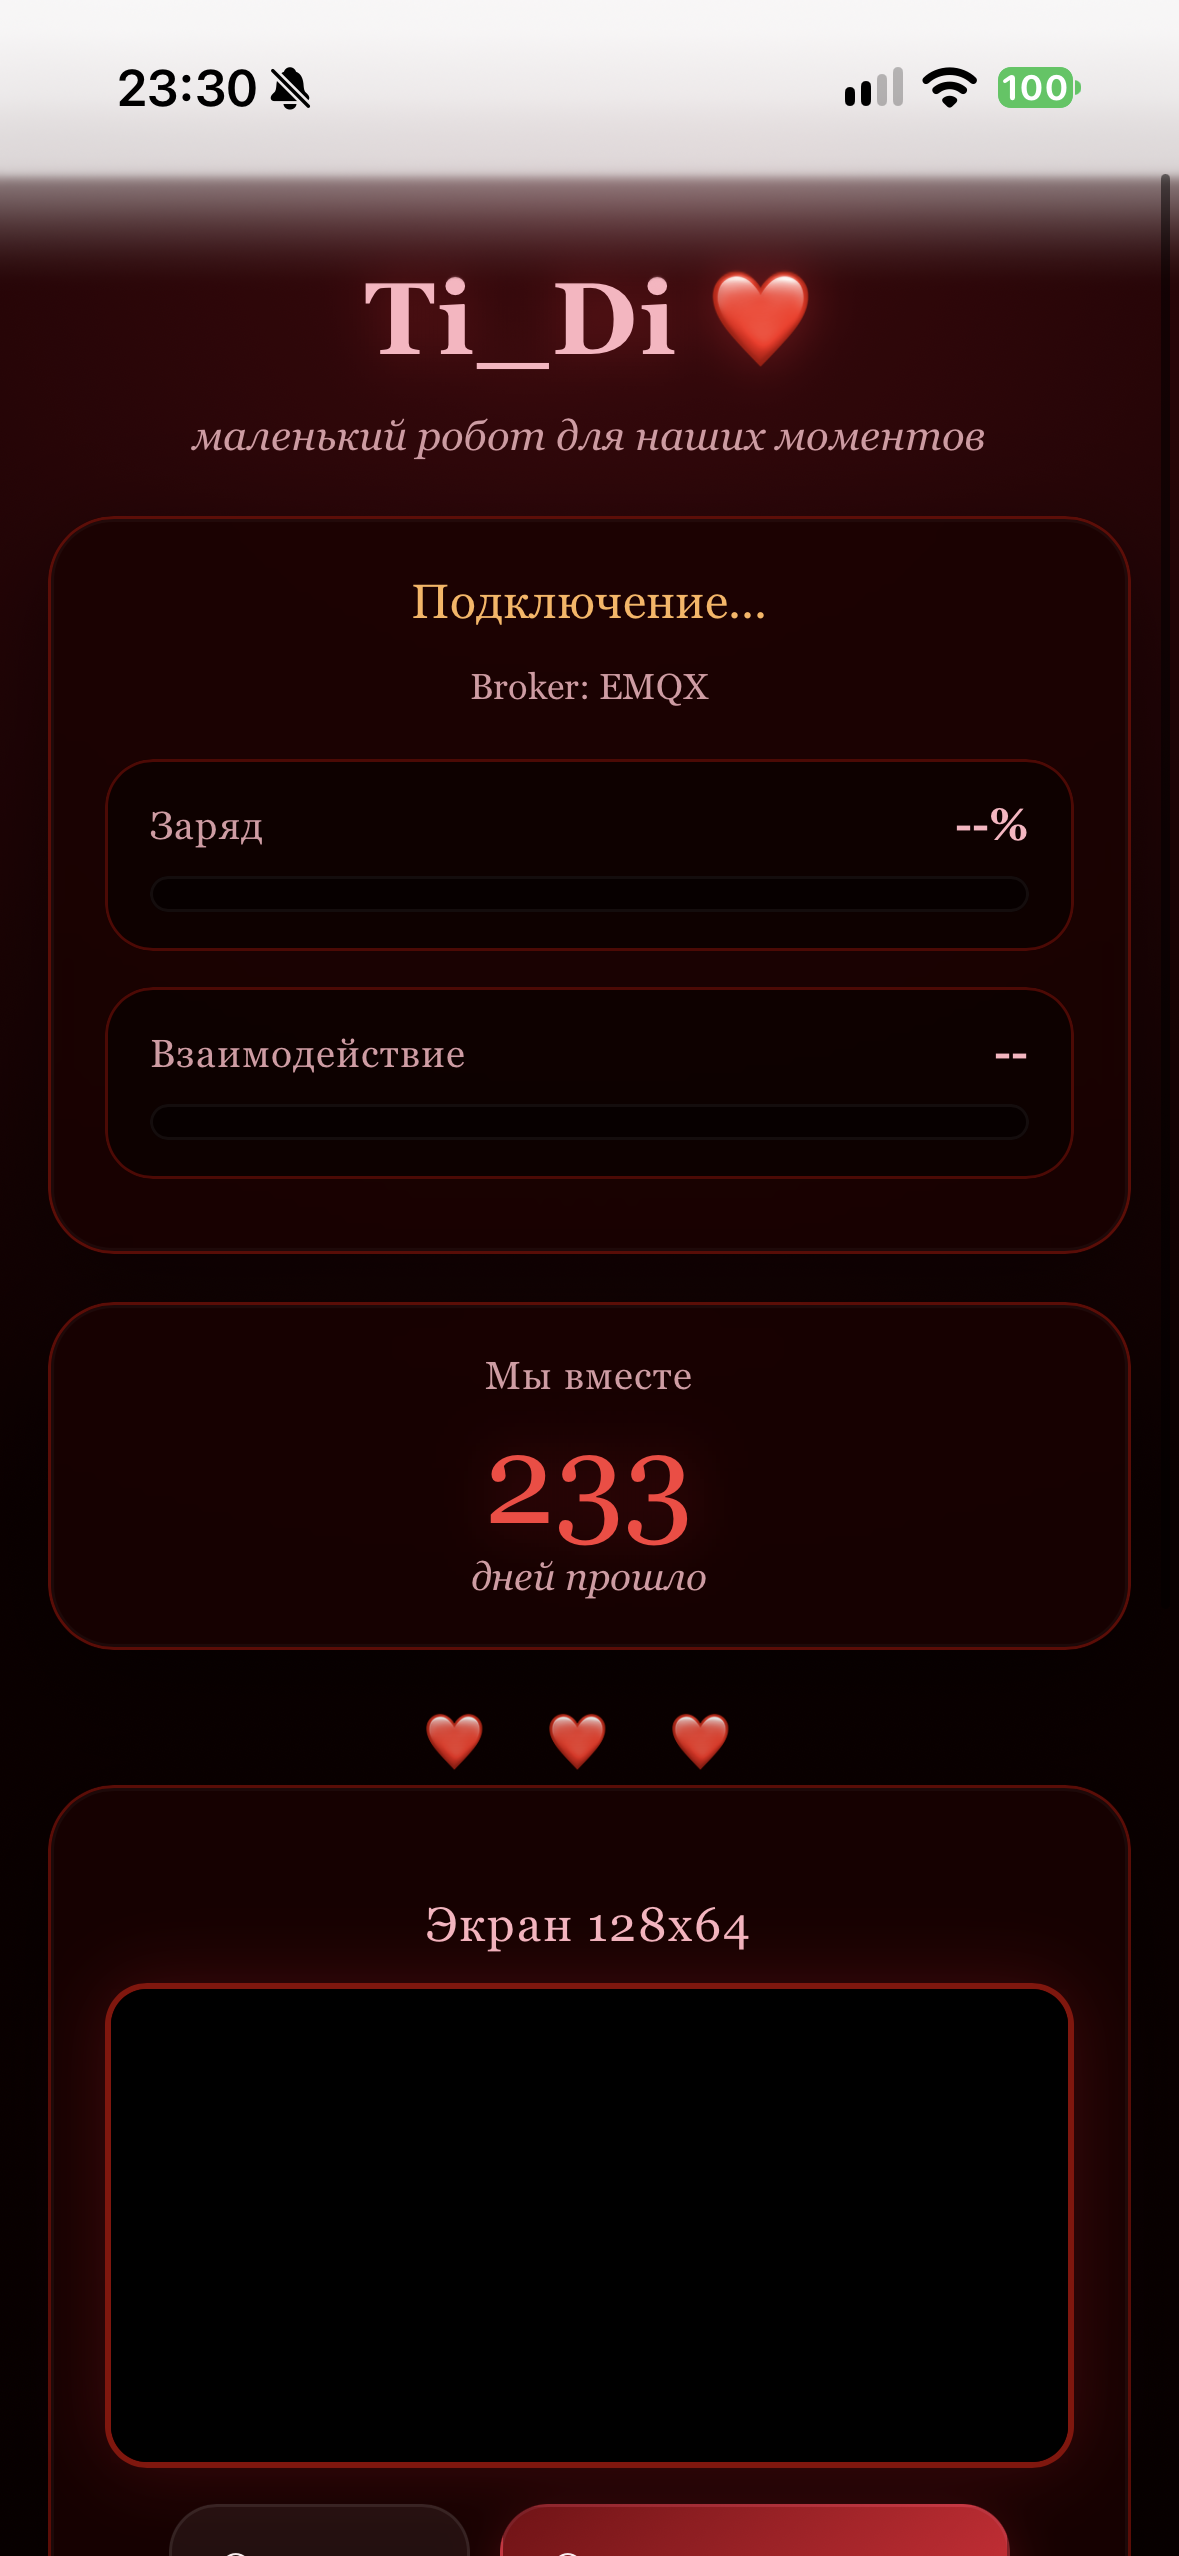 23:30
100
Ti_Di ❤️
маленький робот для наших моментов
Подключение...
Broker: EMQX
Заряд --%
Взаимодействие --
Мы вместе
233
дней прошло
❤️ ❤️ ❤️
Экран 128x64